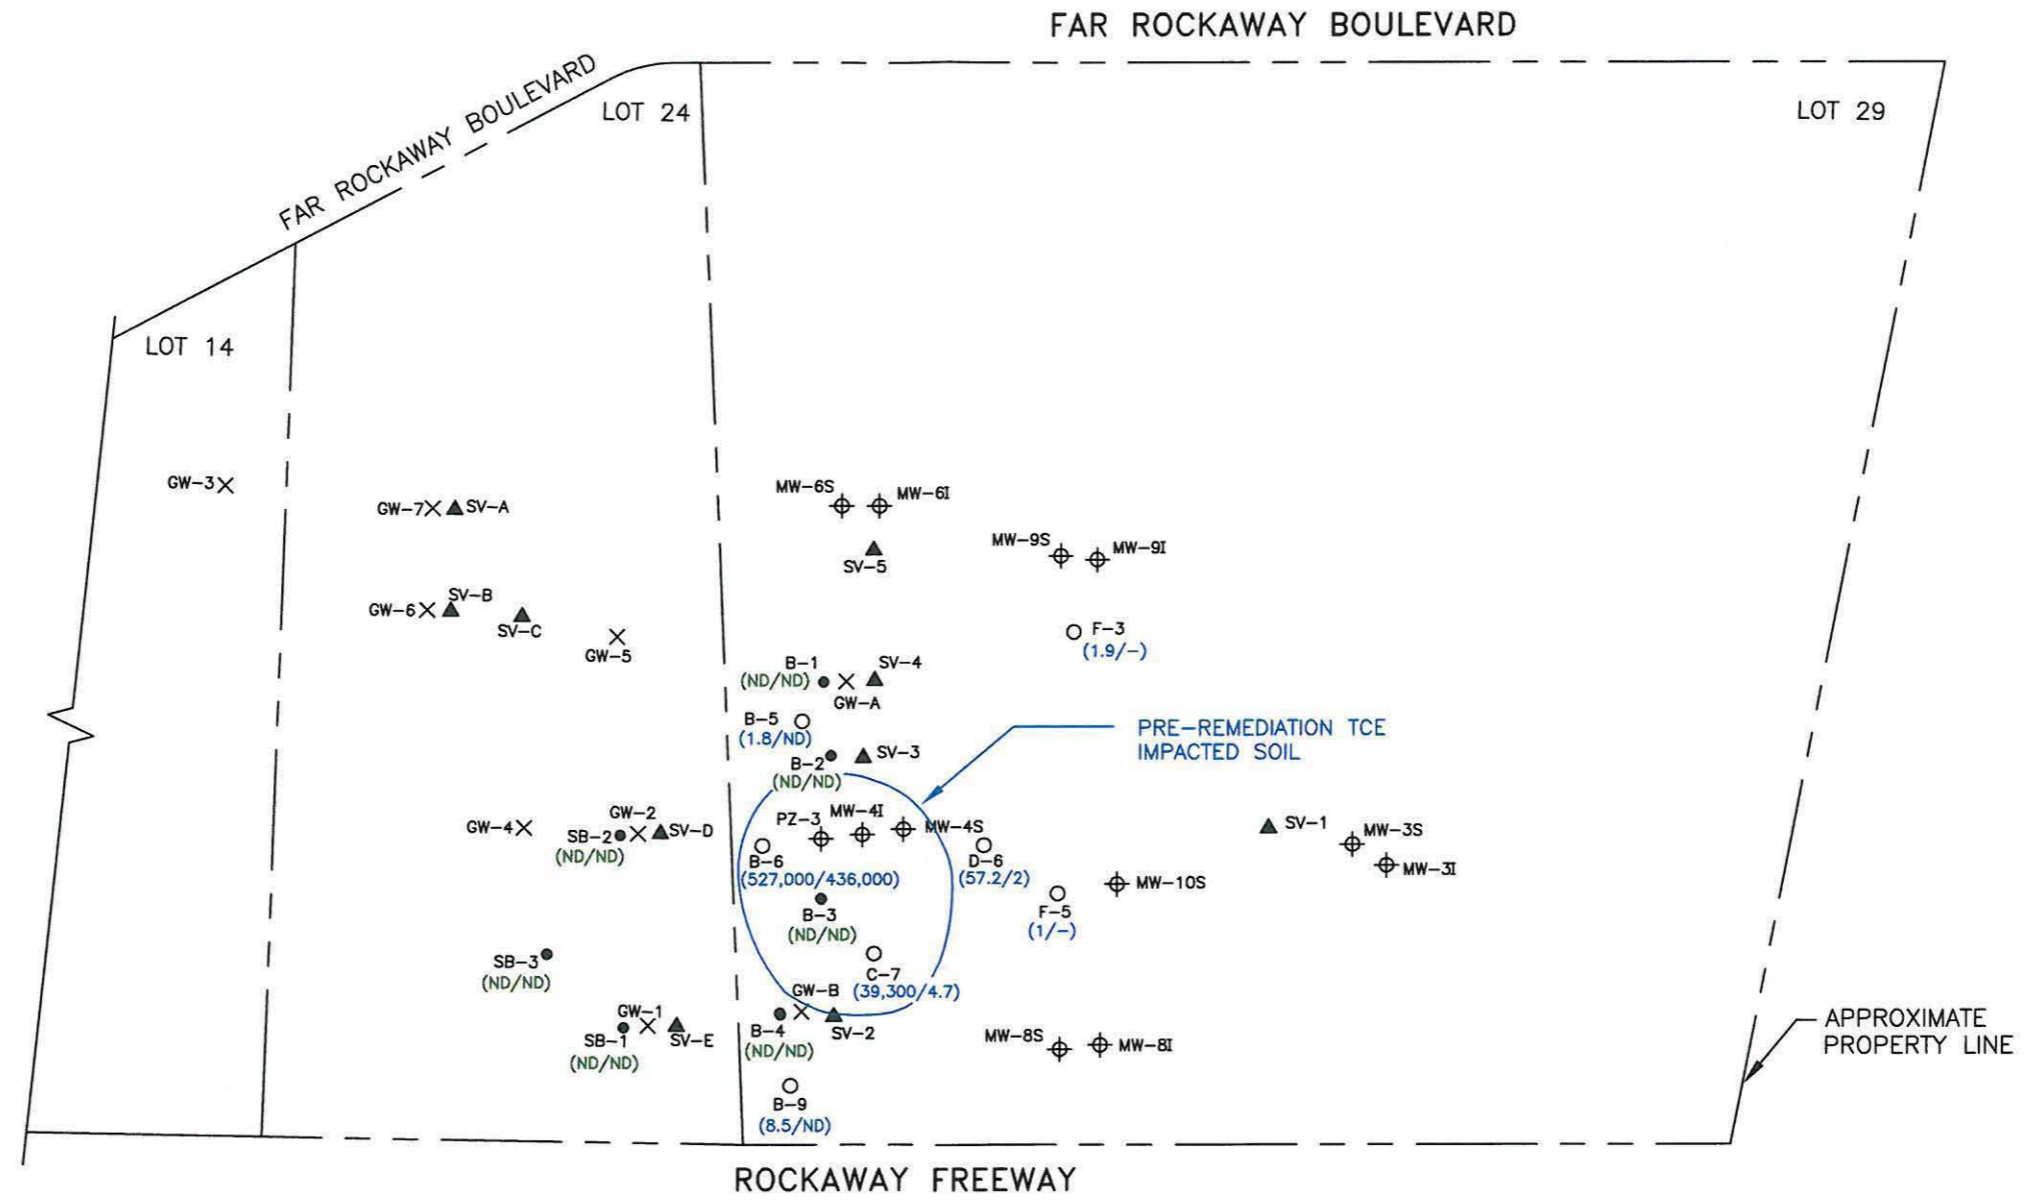 FAR ROCKAWAY BOULEVARD
FAR ROCKAWAY BOULEVARD
LOT 24
LOT 29
LOT 14
GW-3
GW-7
SV-A
MW-6S
MW-6I
SV-5
MW-9S
MW-9I
GW-6
SV-B
SV-C
GW-5
F-3
(1.9/-)
B-1
(ND/ND)
SV-4
GW-A
B-5
(1.8/ND)
B-2
(ND/ND)
SV-3
PRE-REMEDIATION TCE
IMPACTED SOIL
GW-4
GW-2
SB-2
(ND/ND)
SV-D
PZ-3
MW-4I
MW-4S
B-6
(527,000/436,000)
D-6
(57.2/2)
SV-1
MW-3S
MW-3I
MW-10S
F-5
(1/-)
B-3
(ND/ND)
SB-3
(ND/ND)
C-7
(39,300/4.7)
GW-B
B-4
(ND/ND)
SV-2
GW-1
SB-1
(ND/ND)
SV-E
MW-8S
MW-8I
APPROXIMATE
PROPERTY LINE
B-9
(8.5/ND)
ROCKAWAY FREEWAY